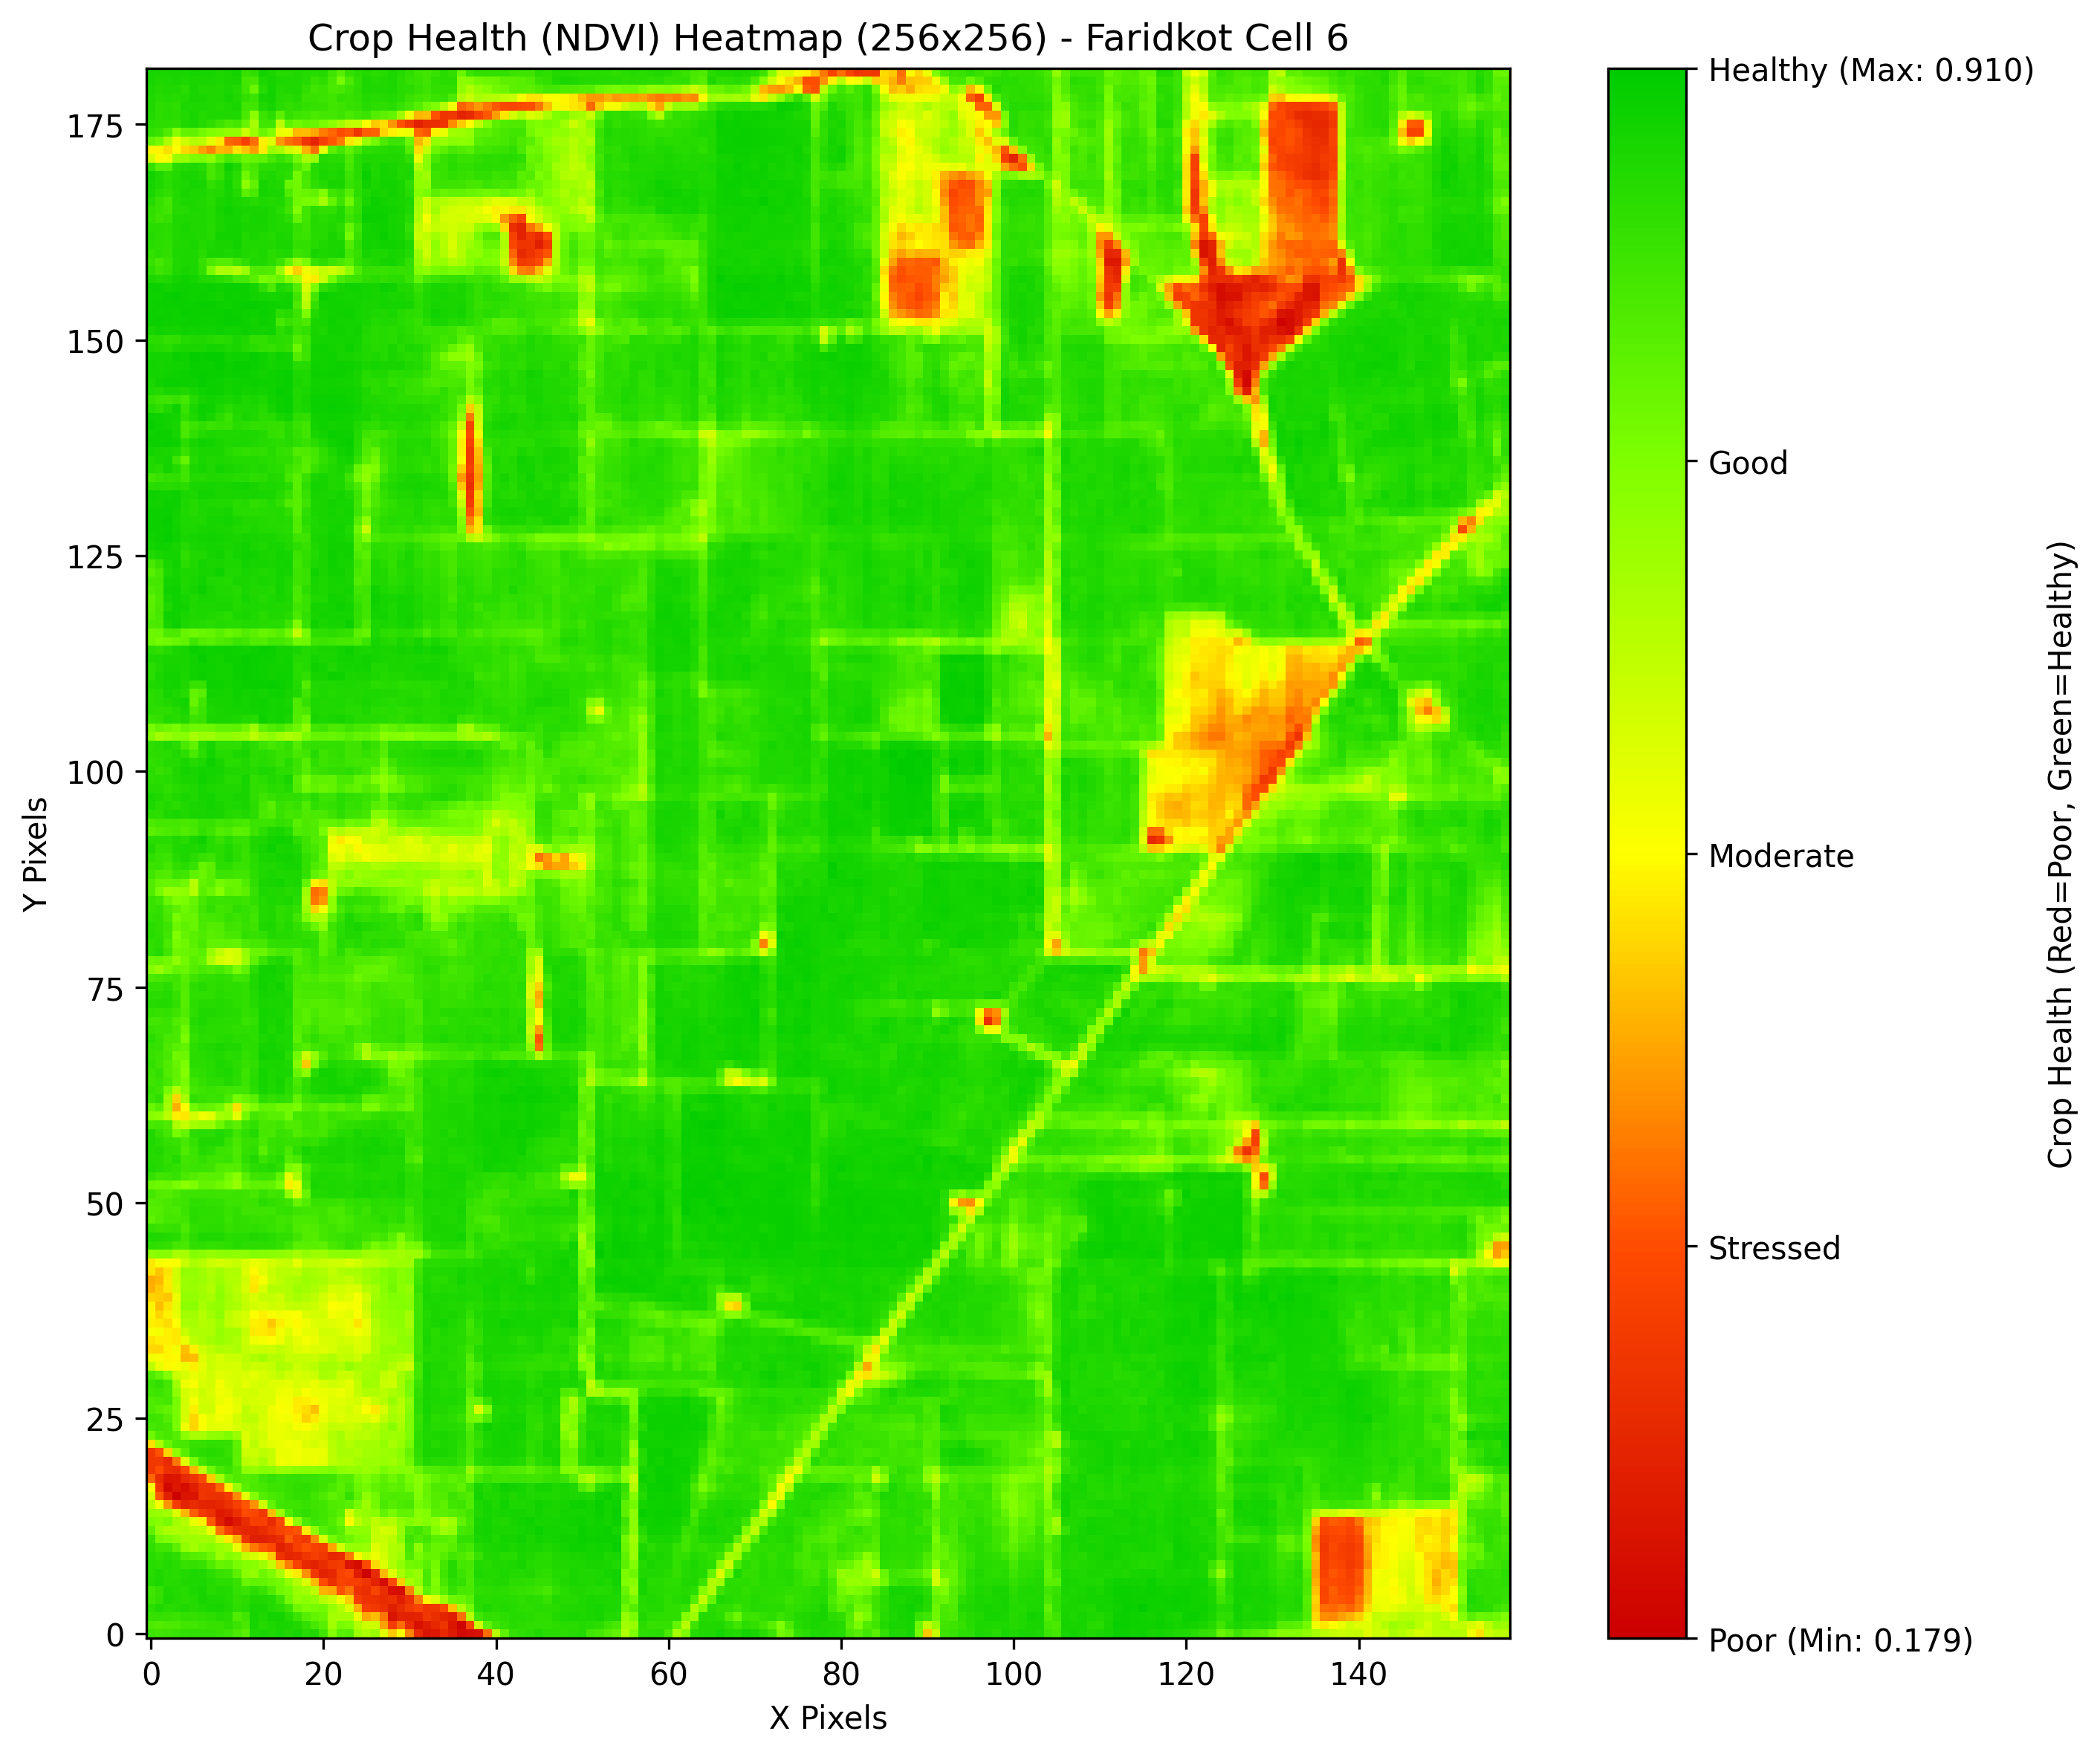 Crop Health (NDVI) Heatmap (256x256) - Faridkot Cell 6
Healthy (Max: 0.910)
Good
Moderate
Stressed
Poor (Min: 0.179)
Crop Health (Red=Poor, Green=Healthy)
Y Pixels
175
150
125
100
75
50
25
0
0 20 40 60 80 100 120 140
X Pixels